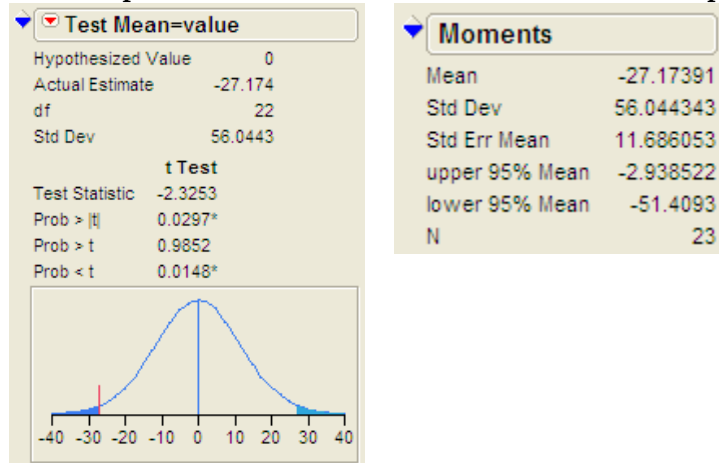 Test Mean=value
Hypothesized Value 0
Actual Estimate -27.174
df 22
Std Dev 56.0443
t Test
Test Statistic -2.3253
Prob > |t| 0.0297*
Prob > t 0.9852
Prob < t 0.0148*
-40 -30 -20 -10 0 10 20 30 40
Moments
Mean -27.17391
Std Dev 56.044343
Std Err Mean 11.686053
upper 95% Mean -2.938522
lower 95% Mean -51.4093
N 23